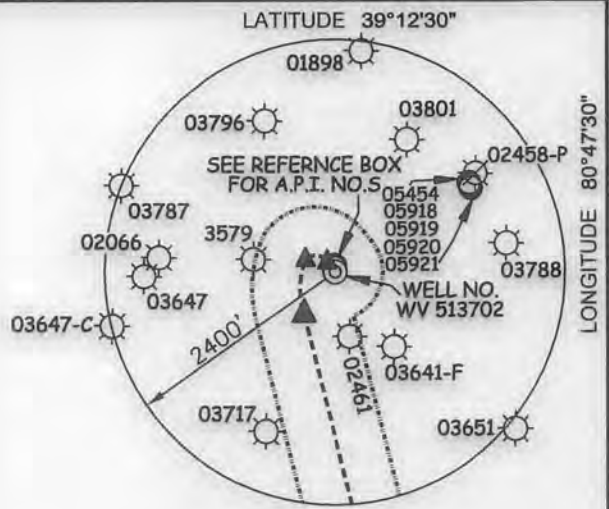 LATITUDE 39°12'30"
01898
03796
03801
LONGITUDE 80°47'30"
SEE REFERNCE BOX
FOR A.P.I. NO.S
02458-P
05454
05918
05919
05920
05921
03787
02066
3579
03788
03647
WELL NO.
WV 513702
03647-C
2400'
02461
03641-F
03717
03651